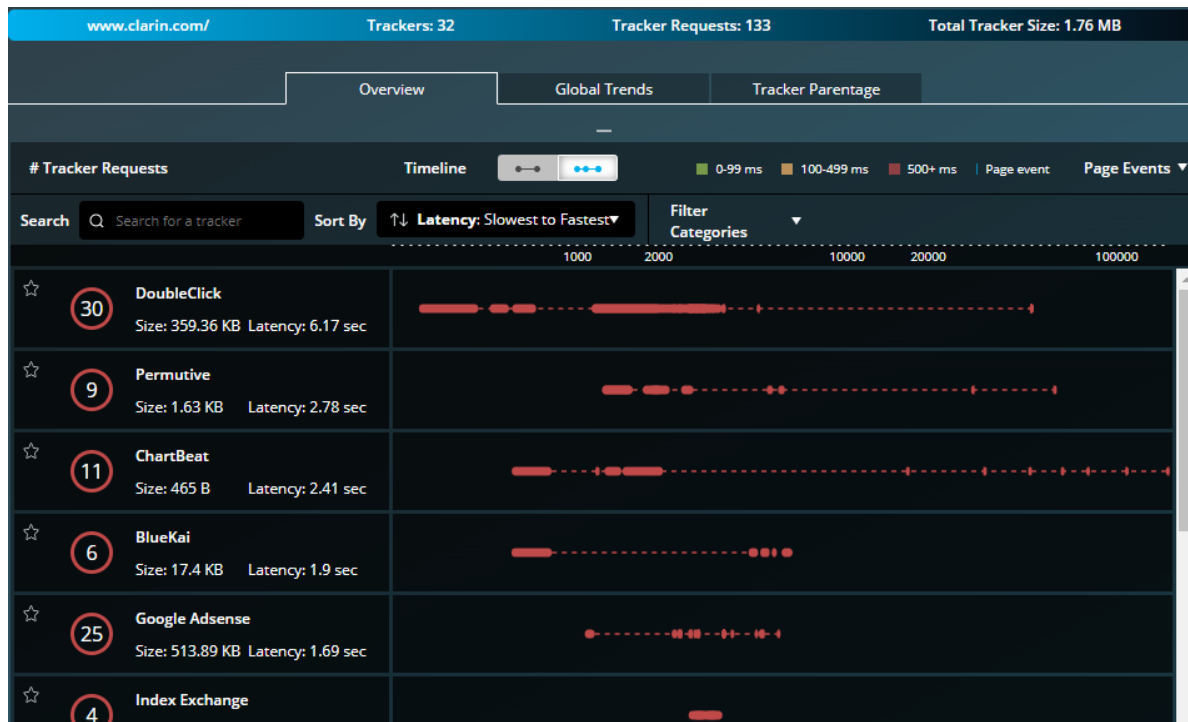 www.clarin.com/ Trackers: 32 Tracker Requests: 133 Total Tracker Size: 1.76 MB
Overview Global Trends Tracker Parentage
# Tracker Requests Timeline 0-99 ms 100-499 ms 500+ ms Page event Page Events
Search Search for a tracker Sort By Latency: Slowest to Fastest Filter Categories
1000 2000 10000 20000 100000
30 DoubleClick
Size: 359.36 KB Latency: 6.17 sec
9 Permutive
Size: 1.63 KB Latency: 2.78 sec
11 ChartBeat
Size: 465 B Latency: 2.41 sec
6 BlueKai
Size: 17.4 KB Latency: 1.9 sec
25 Google Adsense
Size: 513.89 KB Latency: 1.69 sec
4 Index Exchange